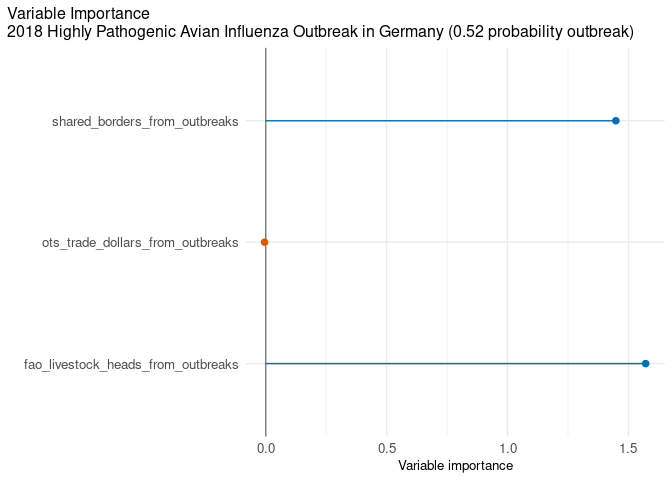 Variable Importance
2018 Highly Pathogenic Avian Influenza Outbreak in Germany (0.52 probability outbreak)
shared_borders_from_outbreaks
ots_trade_dollars_from_outbreaks
fao_livestock_heads_from_outbreaks
0.0 0.5 1.0 1.5
Variable importance